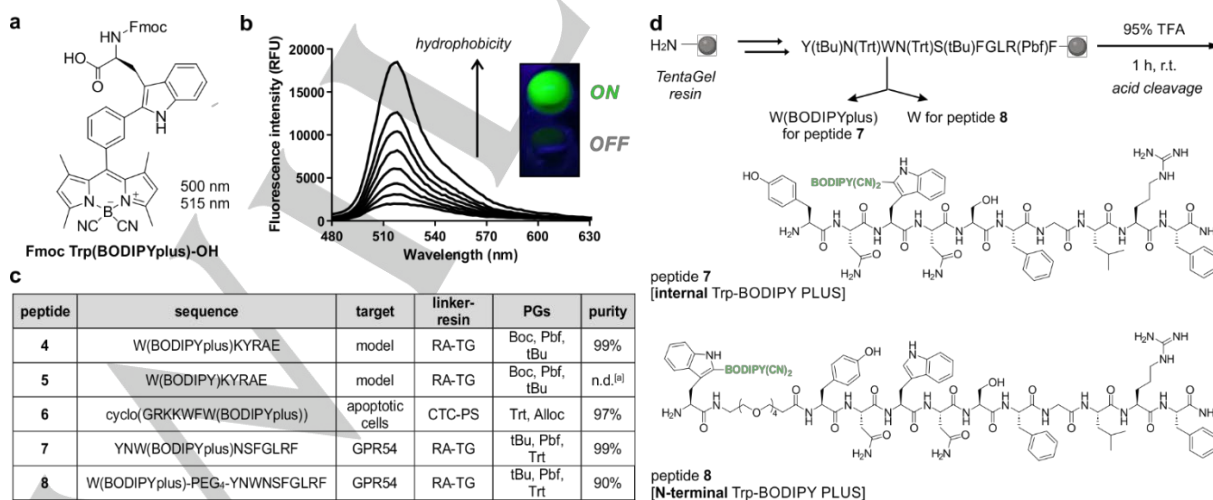 a
Fmoc
HN
O
HO
N
H
N
N
B
NC
CN
500 nm
515 nm
Fmoc Trp(BODIPYplus)-OH
b
Fluorescence intensity (RFU)
20000
15000
10000
5000
0
480 510 540 570 600 630
Wavelength (nm)
hydrophobicity
ON
OFF
c
peptide sequence target linker-resin PGs purity
4 W(BODIPYplus)KYRAE model RA-TG Boc, Pbf, tBu 99%
5 W(BODIPY)KYRAE model RA-TG Boc, Pbf, tBu n.d.[a]
6 cyclo(GRKKWFW(BODIPYplus)) apoptotic cells CTC-PS Trt, Alloc 97%
7 YNW(BODIPYplus)NSFGLRF GPR54 RA-TG tBu, Pbf, Trt 99%
8 W(BODIPYplus)-PEG4-YNWNSFGLRF GPR54 RA-TG tBu, Pbf, Trt 90%
d
H2N
TentaGel
resin
Y(tBu)N(Trt)WN(Trt)S(tBu)FGLR(Pbf)F
95% TFA
1 h, r.t.
acid cleavage
W(BODIPYplus)
for peptide 7
W for peptide 8
BODIPY(CN)2
peptide 7
[internal Trp-BODIPY PLUS]
BODIPY(CN)2
peptide 8
[N-terminal Trp-BODIPY PLUS]